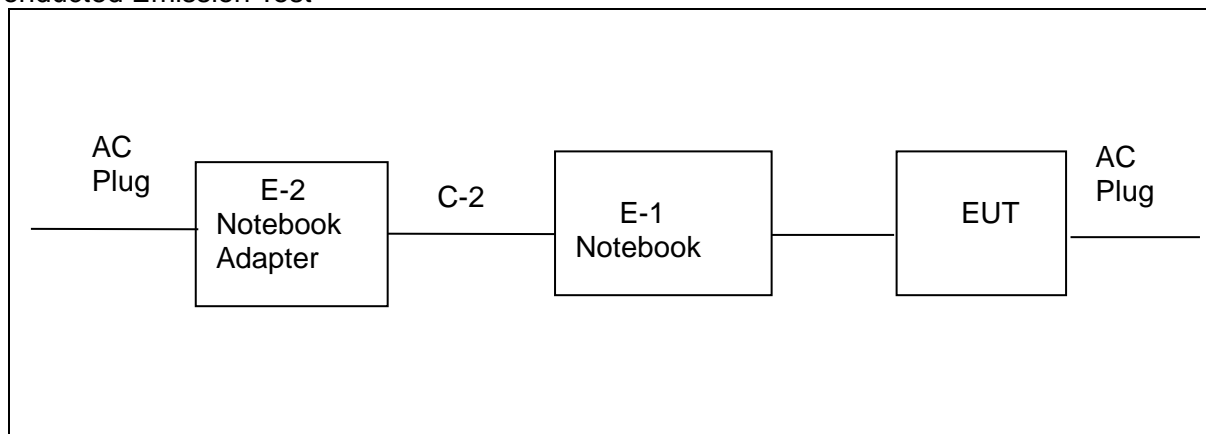 onducted Emission Test
AC
Plug
E-2
Notebook
Adapter
C-2
E-1
Notebook
EUT
AC
Plug